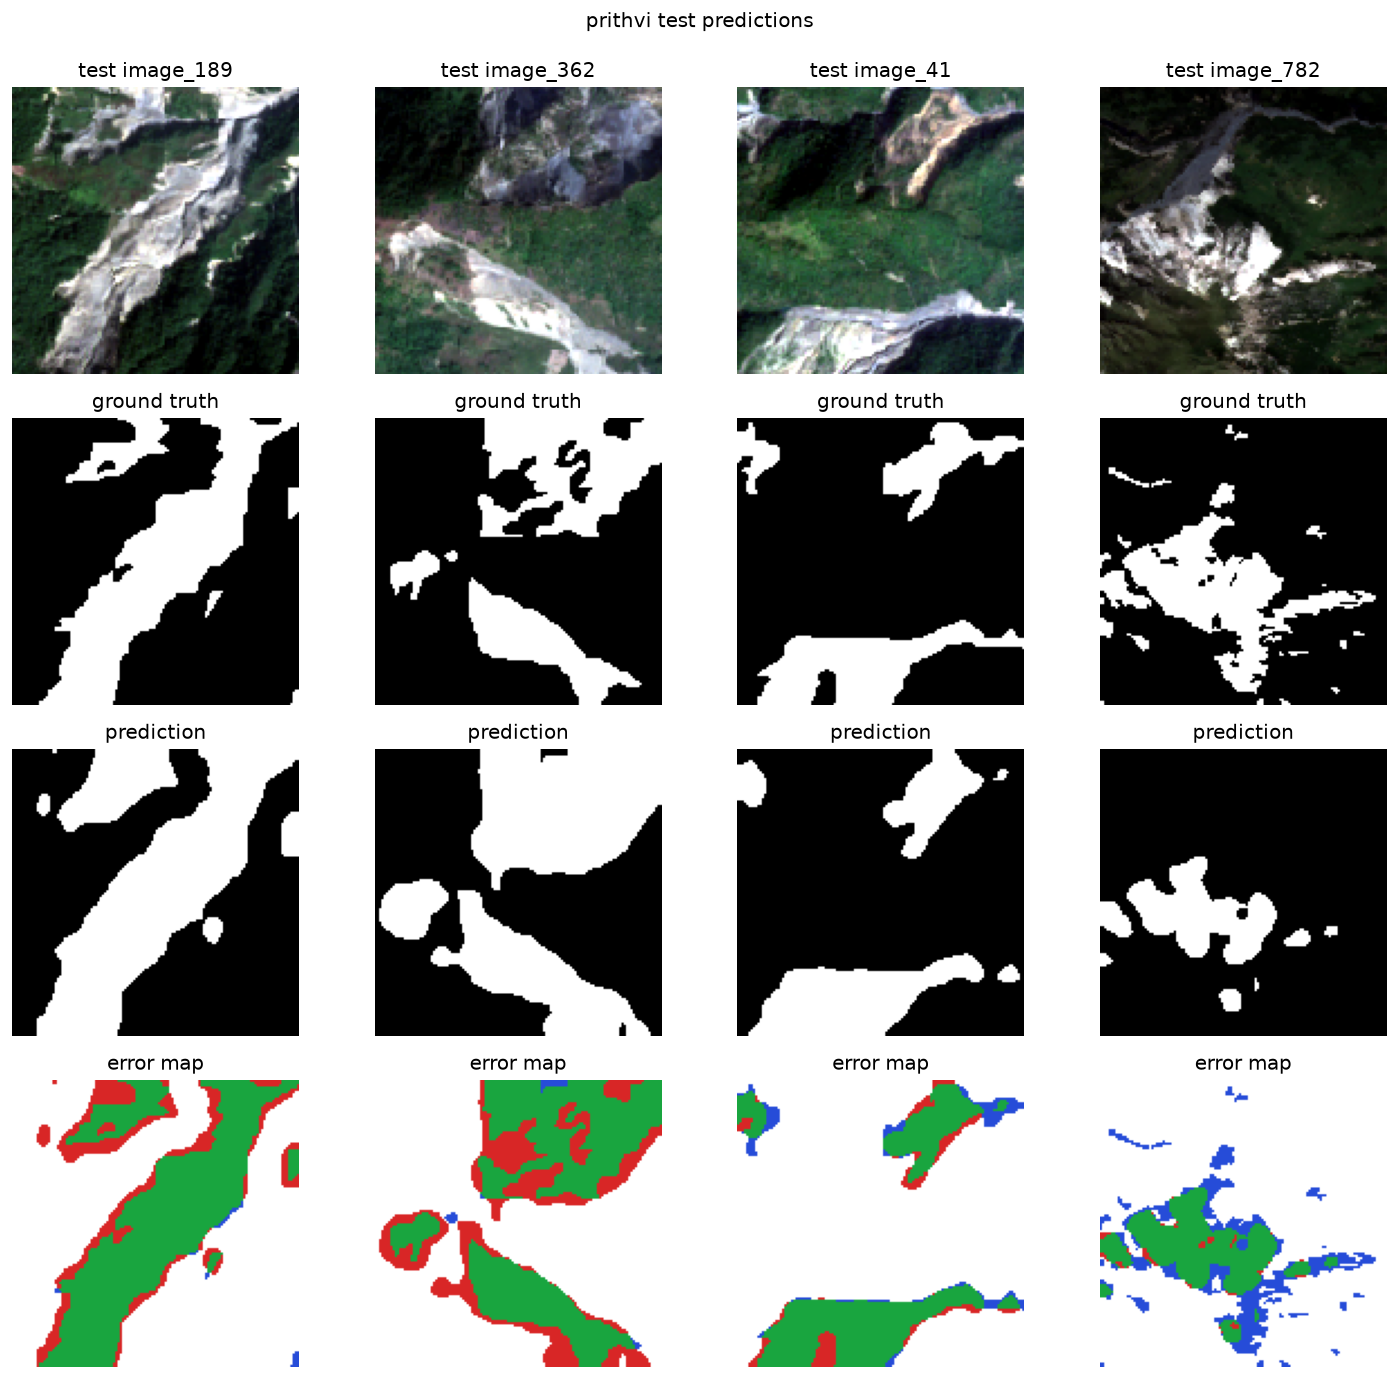 prithvi test predictions
test image_189
test image_362
test image_41
test image_782
ground truth
ground truth
ground truth
ground truth
prediction
prediction
prediction
prediction
error map
error map
error map
error map